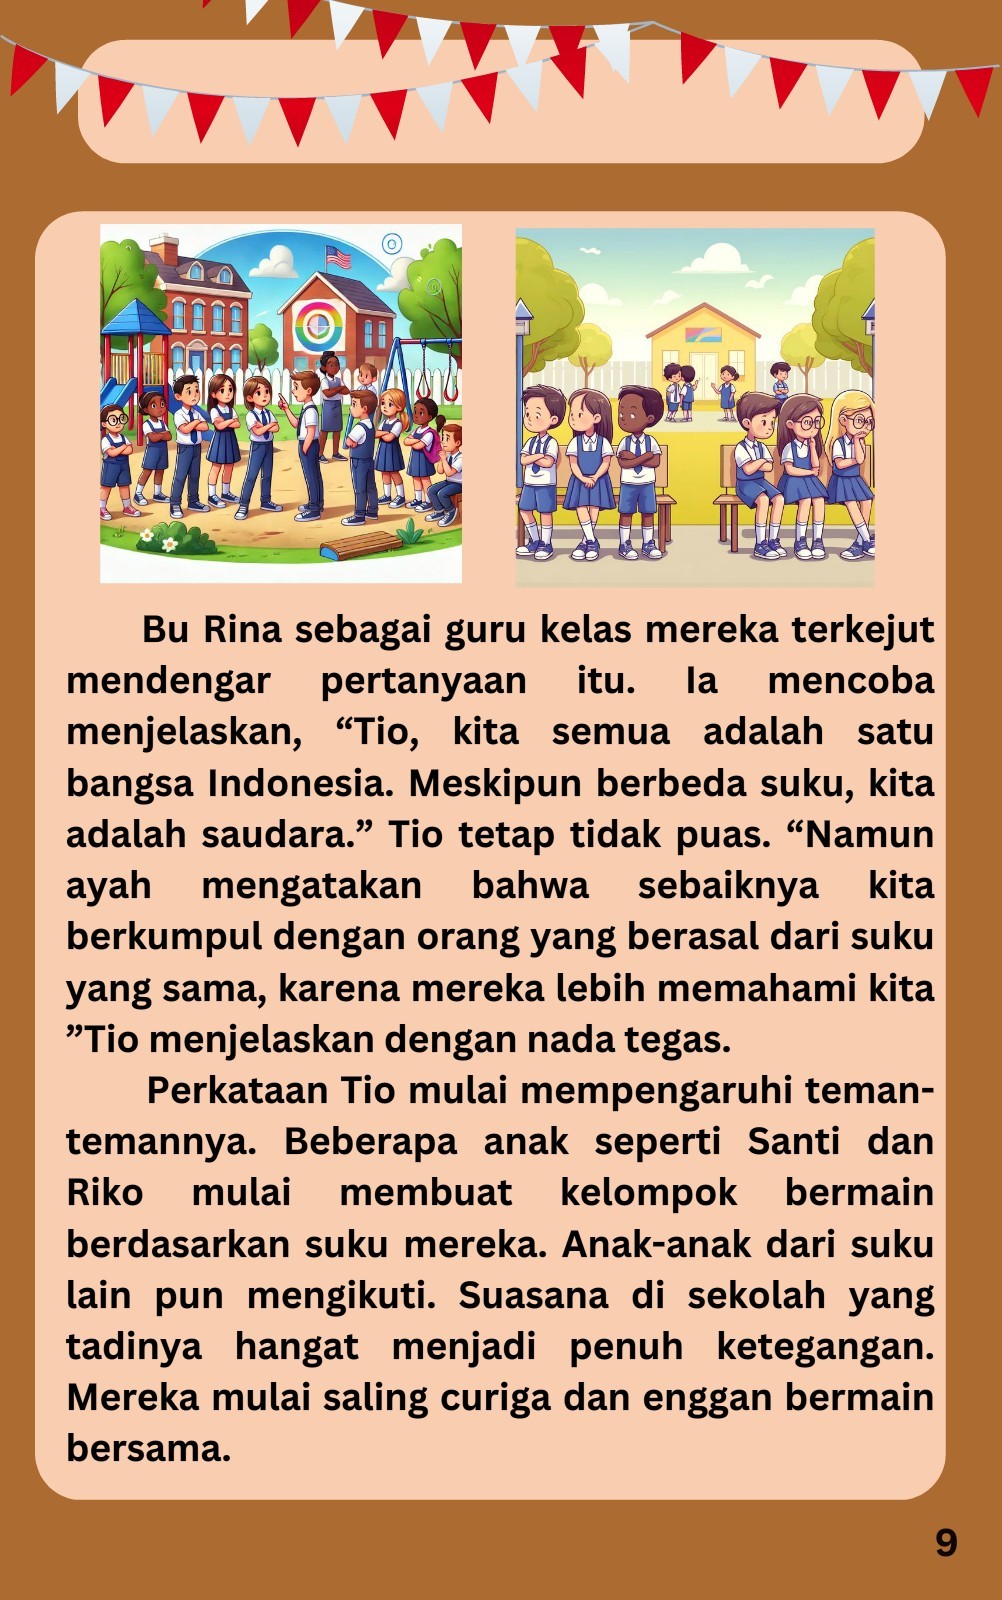 Bu Rina sebagai guru kelas mereka terkejut
mendengar pertanyaan itu. Ia mencoba
menjelaskan, “Tio, kita semua adalah satu
bangsa Indonesia. Meskipun berbeda suku, kita
adalah saudara.” Tio tetap tidak puas. “Namun
ayah mengatakan bahwa sebaiknya kita
berkumpul dengan orang yang berasal dari suku
yang sama, karena mereka lebih memahami kita
”Tio menjelaskan dengan nada tegas.
Perkataan Tio mulai mempengaruhi teman-
temannya. Beberapa anak seperti Santi dan
Riko mulai membuat kelompok bermain
berdasarkan suku mereka. Anak-anak dari suku
lain pun mengikuti. Suasana di sekolah yang
tadinya hangat menjadi penuh ketegangan.
Mereka mulai saling curiga dan enggan bermain
bersama.
9